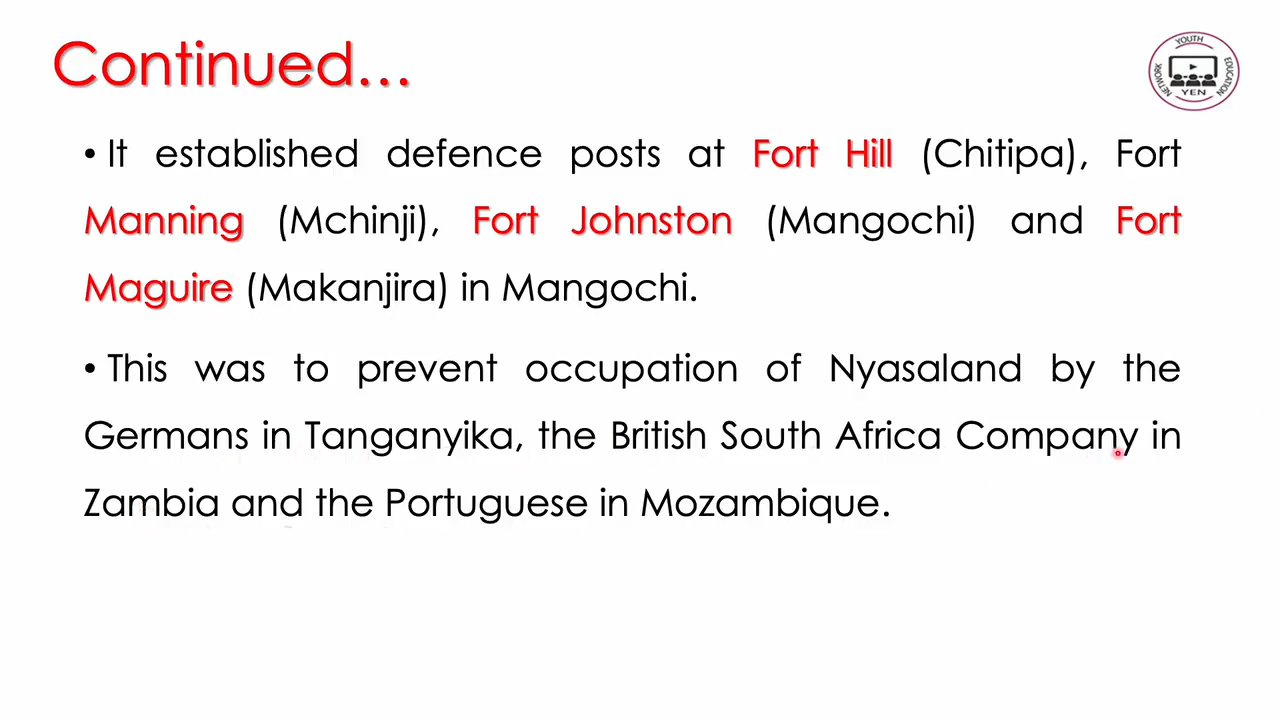 Continued...
YOUTH
EDUCATION
NETWORK
YEN
• It established defence posts at Fort Hill (Chitipa), Fort
Manning (Mchinji), Fort Johnston (Mangochi) and Fort
Maguire (Makanjira) in Mangochi.
• This was to prevent occupation of Nyasaland by the
Germans in Tanganyika, the British South Africa Company in
Zambia and the Portuguese in Mozambique.